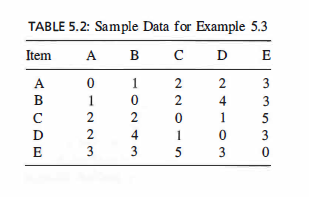 TABLE 5.2: Sample Data for Example 5.3
Item A B C D E
A 0 1 2 2 3
B 1 0 2 4 3
C 2 2 0 1 5
D 2 4 1 0 3
E 3 3 5 3 0